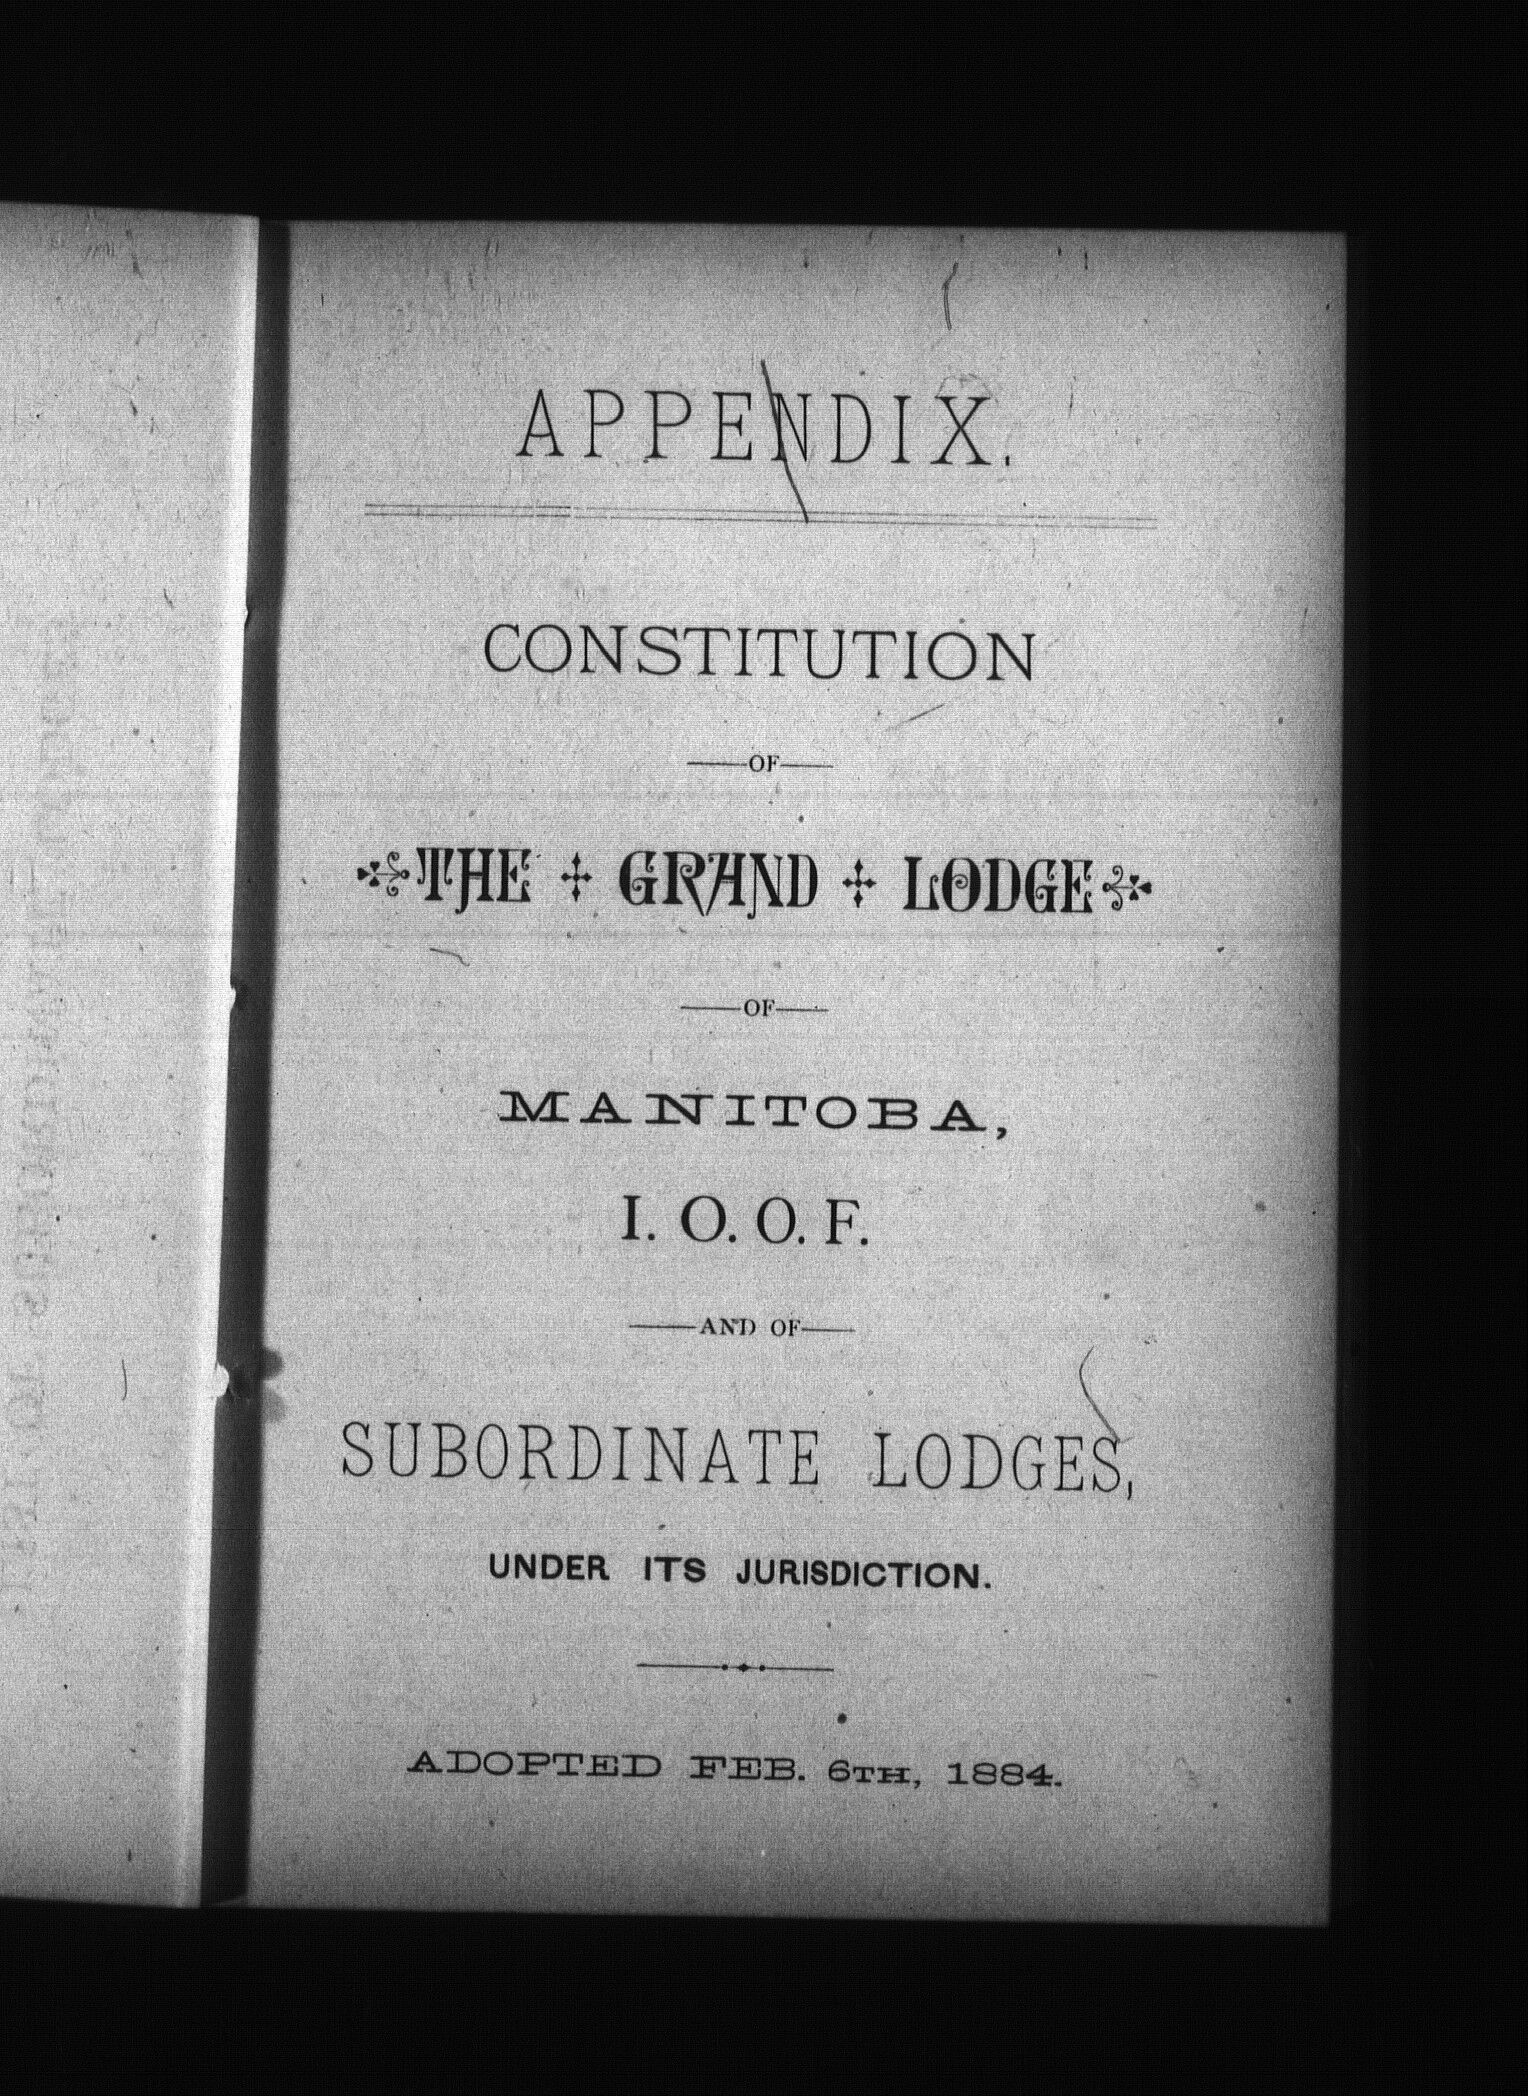 APPENDIX.
CONSTITUTION
OF
THE GRAND LODGE
OF
MANITOBA,
I. O. O. F.
AND OF
SUBORDINATE LODGES,
UNDER ITS JURISDICTION.
ADOPTED FEB. 6TH, 1884.